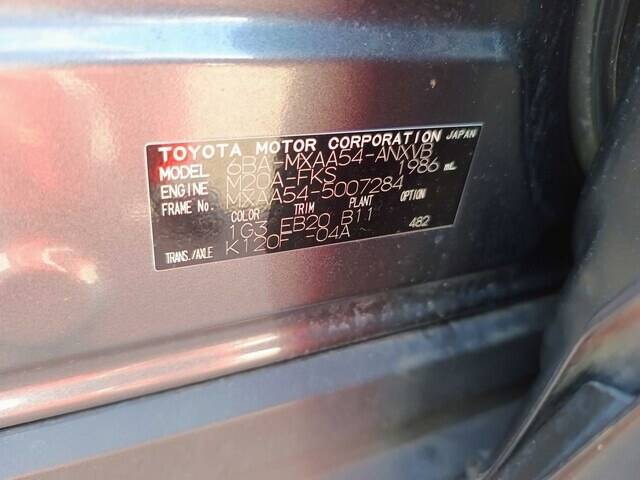 TOYOTA MOTOR CORPORATION JAPAN
MODEL 6BA-MXAA54-ANXVB
ENGINE M20A-FKS 1986 mL
FRAME No. MXAA54-5007284
COLOR TRIM PLANT OPTION
1G3 EB20 B11 482
TRANS./AXLE K120F -04A